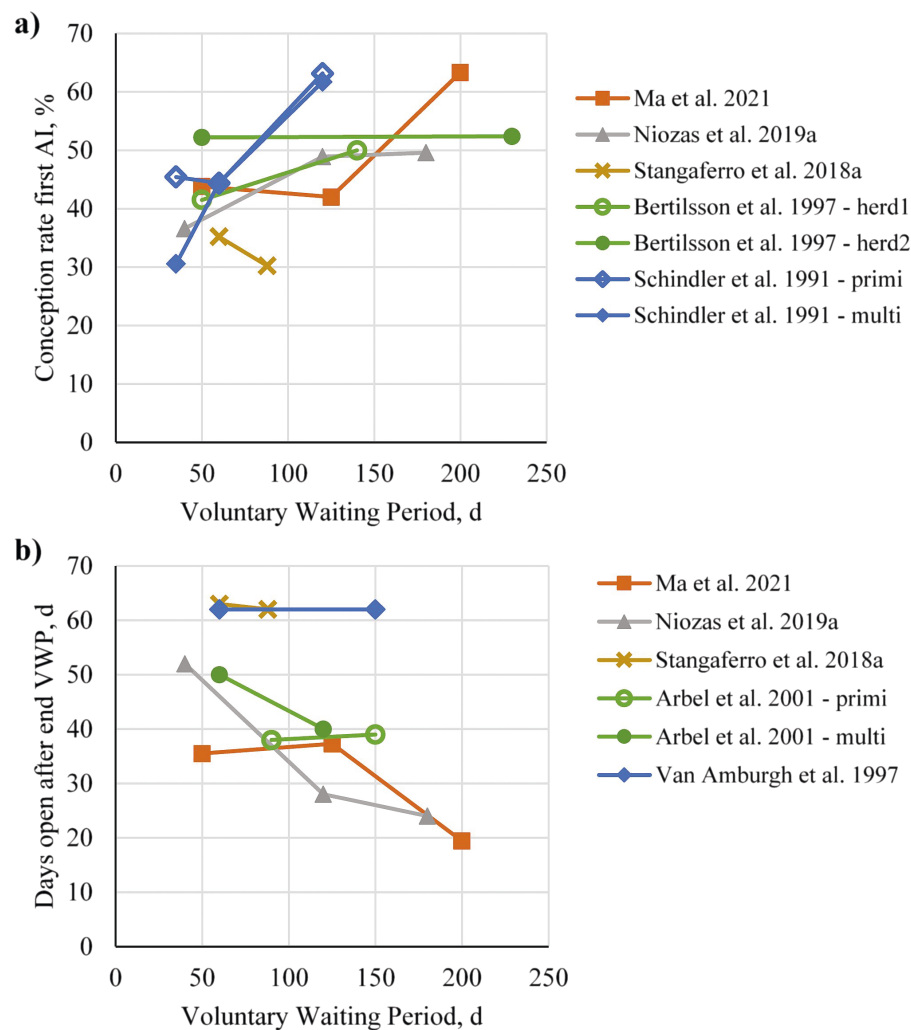 a)
70
60
50
40
30
20
10
0
Conception rate first AI, %
0 50 100 150 200 250
Voluntary Waiting Period, d
Ma et al. 2021
Niozas et al. 2019a
Stangaferro et al. 2018a
Bertilsson et al. 1997 - herd1
Bertilsson et al. 1997 - herd2
Schindler et al. 1991 - primi
Schindler et al. 1991 - multi
b)
70
60
50
40
30
20
10
0
Days open after end VWP, d
0 50 100 150 200 250
Voluntary Waiting Period, d
Ma et al. 2021
Niozas et al. 2019a
Stangaferro et al. 2018a
Arbel et al. 2001 - primi
Arbel et al. 2001 - multi
Van Amburgh et al. 1997